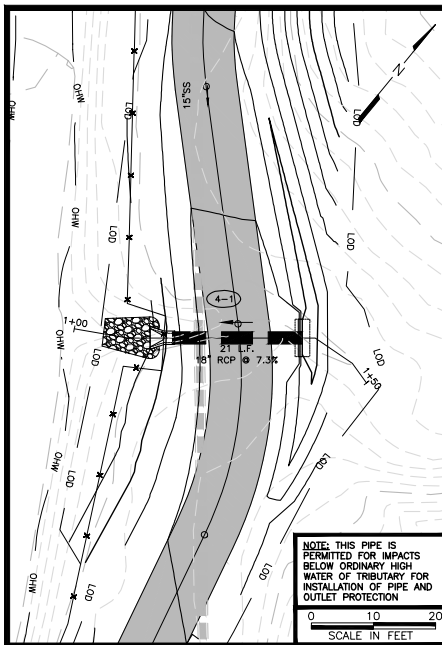 OHW
OHW
LOD
15"SS
N
LOD
LOD
OHW
LOD
LOD
OHW
LOD
4-1
1+00
LOD
21 L.F.
18" RCP @ 7.3%
LOD
1+50
OHW
LOD
LOD
LOD
OHW
LOD
NOTE: THIS PIPE IS
PERMITTED FOR IMPACTS
BELOW ORDINARY HIGH
WATER OF TRIBUTARY FOR
INSTALLATION OF PIPE AND
OUTLET PROTECTION
0 10 20
SCALE IN FEET